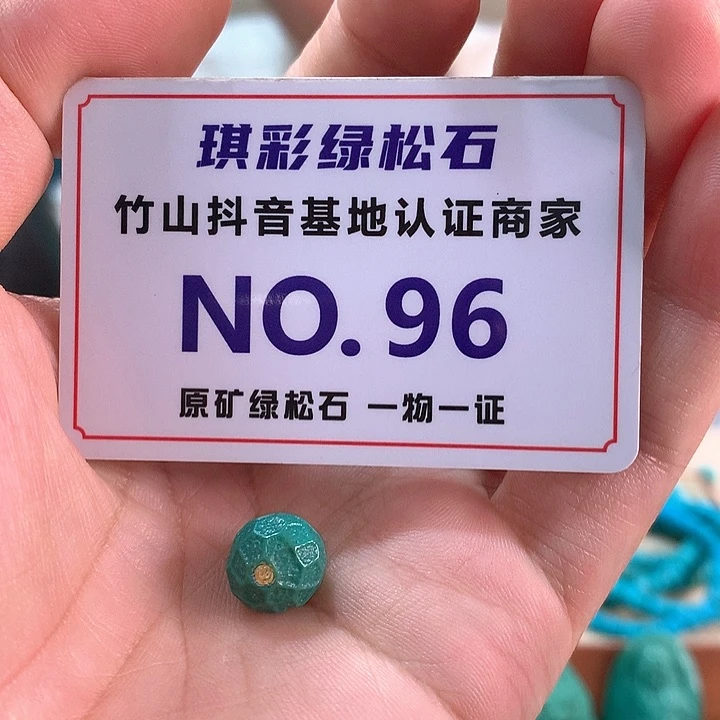 琪彩绿松石
竹山抖音基地认证商家
NO. 96
原矿绿松石 一物一证